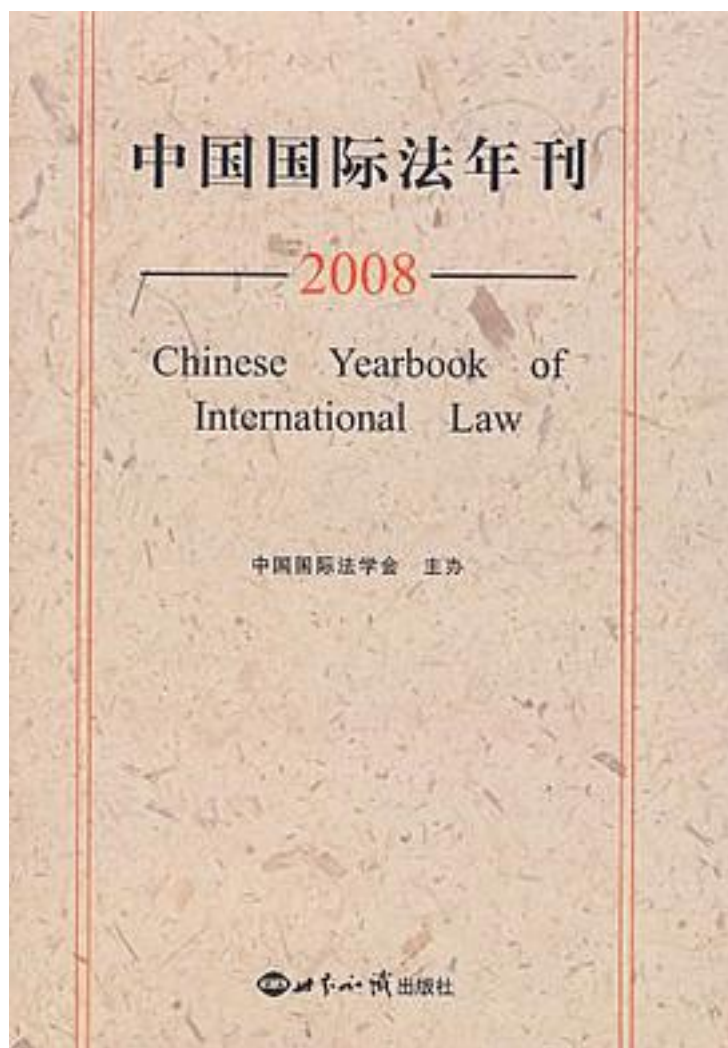 中国国际法年刊
2008
Chinese Yearbook of
International Law
中国国际法学会 主办
世界知识出版社